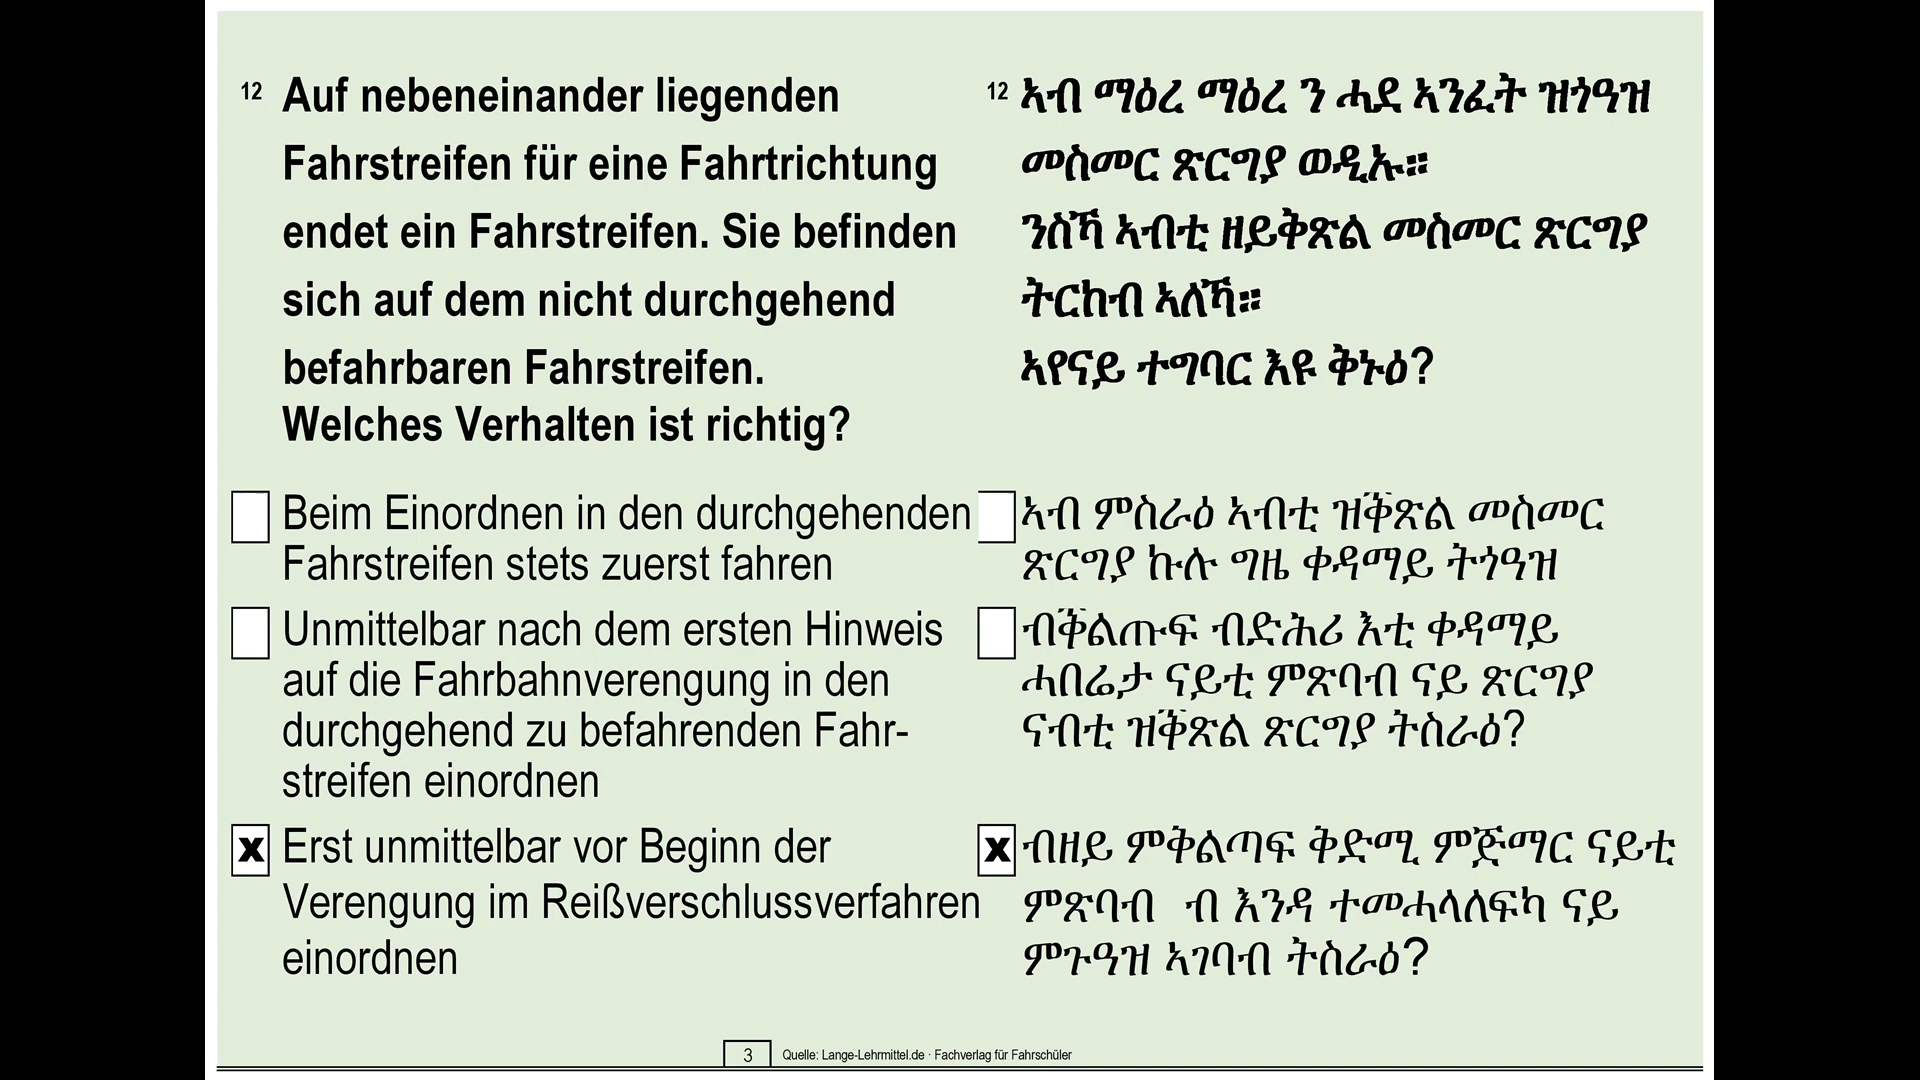 12 Auf nebeneinander liegenden
Fahrstreifen für eine Fahrtrichtung
endet ein Fahrstreifen. Sie befinden
sich auf dem nicht durchgehend
befahrbaren Fahrstreifen.
Welches Verhalten ist richtig?
Beim Einordnen in den durchgehenden
Fahrstreifen stets zuerst fahren
Unmittelbar nach dem ersten Hinweis
auf die Fahrbahnverengung in den
durchgehend zu befahrenden Fahr-
streifen einordnen
x Erst unmittelbar vor Beginn der
Verengung im Reißverschlussverfahren
einordnen
12 ኣብ ማዕረ ማዕረ ን ሓደ ኣንፈት ዝጎዓዝ
መስመር ጽርግያ ወዲኡ።
ንስኻ ኣብቲ ዘይቅጽል መስመር ጽርግያ
ትርከብ ኣለኻ።
ኣየናይ ተግባር እዩ ቅኑዕ?
ኣብ ምስራዕ ኣብቲ ዝቅጽል መስመር
ጽርግያ ኩሉ ግዜ ቀዳማይ ትጎዓዝ
ብቅልጡፍ ብድሕሪ እቲ ቀዳማይ
ሓበሬታ ናይቲ ምጽባብ ናይ ጽርግያ
ናብቲ ዝቅጽል ጽርግያ ትስራዕ?
x ብዘይ ምቅልጣፍ ቅድሚ ምጅማር ናይቲ
ምጽባብ ብ እንዳ ተመሓላለፍካ ናይ
ምጉዓዝ ኣገባብ ትስራዕ?
3 Quelle: Lange-Lehrmittel.de · Fachverlag für Fahrschüler